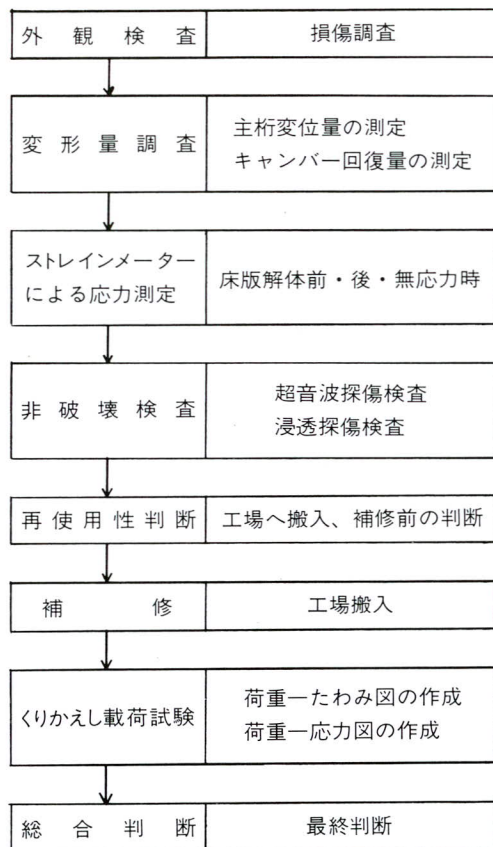 外観検査 損傷調査
変形量調査 主桁変位量の測定
キャンバー回復量の測定
ストレインメーター
による応力測定 床版解体前・後・無応力時
非破壊検査 超音波探傷検査
浸透探傷検査
再使用性判断 工場へ搬入、補修前の判断
補修 工場搬入
くりかえし載荷試験 荷重―たわみ図の作成
荷重―応力図の作成
総合判断 最終判断